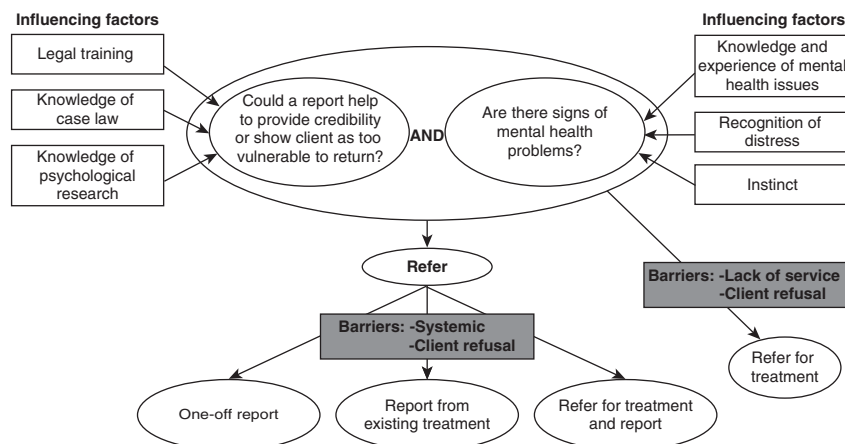 Influencing factors
Legal training
Knowledge of
case law
Knowledge of
psychological
research
Could a report help
to provide credibility
or show client as too
vulnerable to return?
AND
Are there signs of
mental health
problems?
Influencing factors
Knowledge and
experience of mental
health issues
Recognition of
distress
Instinct
Refer
Barriers: -Systemic
-Client refusal
Barriers: -Lack of service
-Client refusal
One-off report
Report from
existing treatment
Refer for treatment
and report
Refer for
treatment